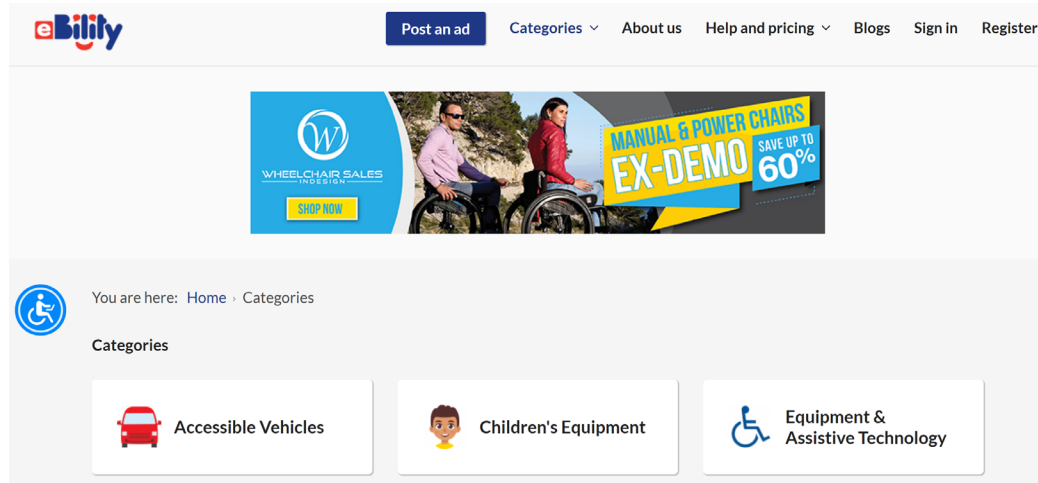 eBility
Post an ad
Categories
About us
Help and pricing
Blogs
Sign in
Register
W
WHEELCHAIR SALES
INDESIGN
SHOP NOW
MANUAL & POWER CHAIRS
EX-DEMO
SAVE UP TO
60%
You are here: Home › Categories
Categories
Accessible Vehicles
Children's Equipment
Equipment &
Assistive Technology